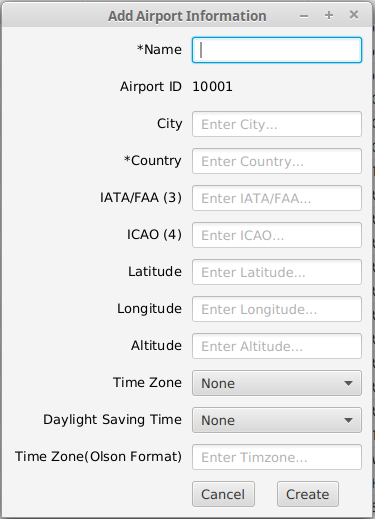 Add Airport Information
*Name
Airport ID 10001
City Enter City...
*Country Enter Country...
IATA/FAA (3) Enter IATA/FAA...
ICAO (4) Enter ICAO...
Latitude Enter Latitude...
Longitude Enter Longitude...
Altitude Enter Altitude...
Time Zone None
Daylight Saving Time None
Time Zone(Olson Format) Enter Timzone...
Cancel Create